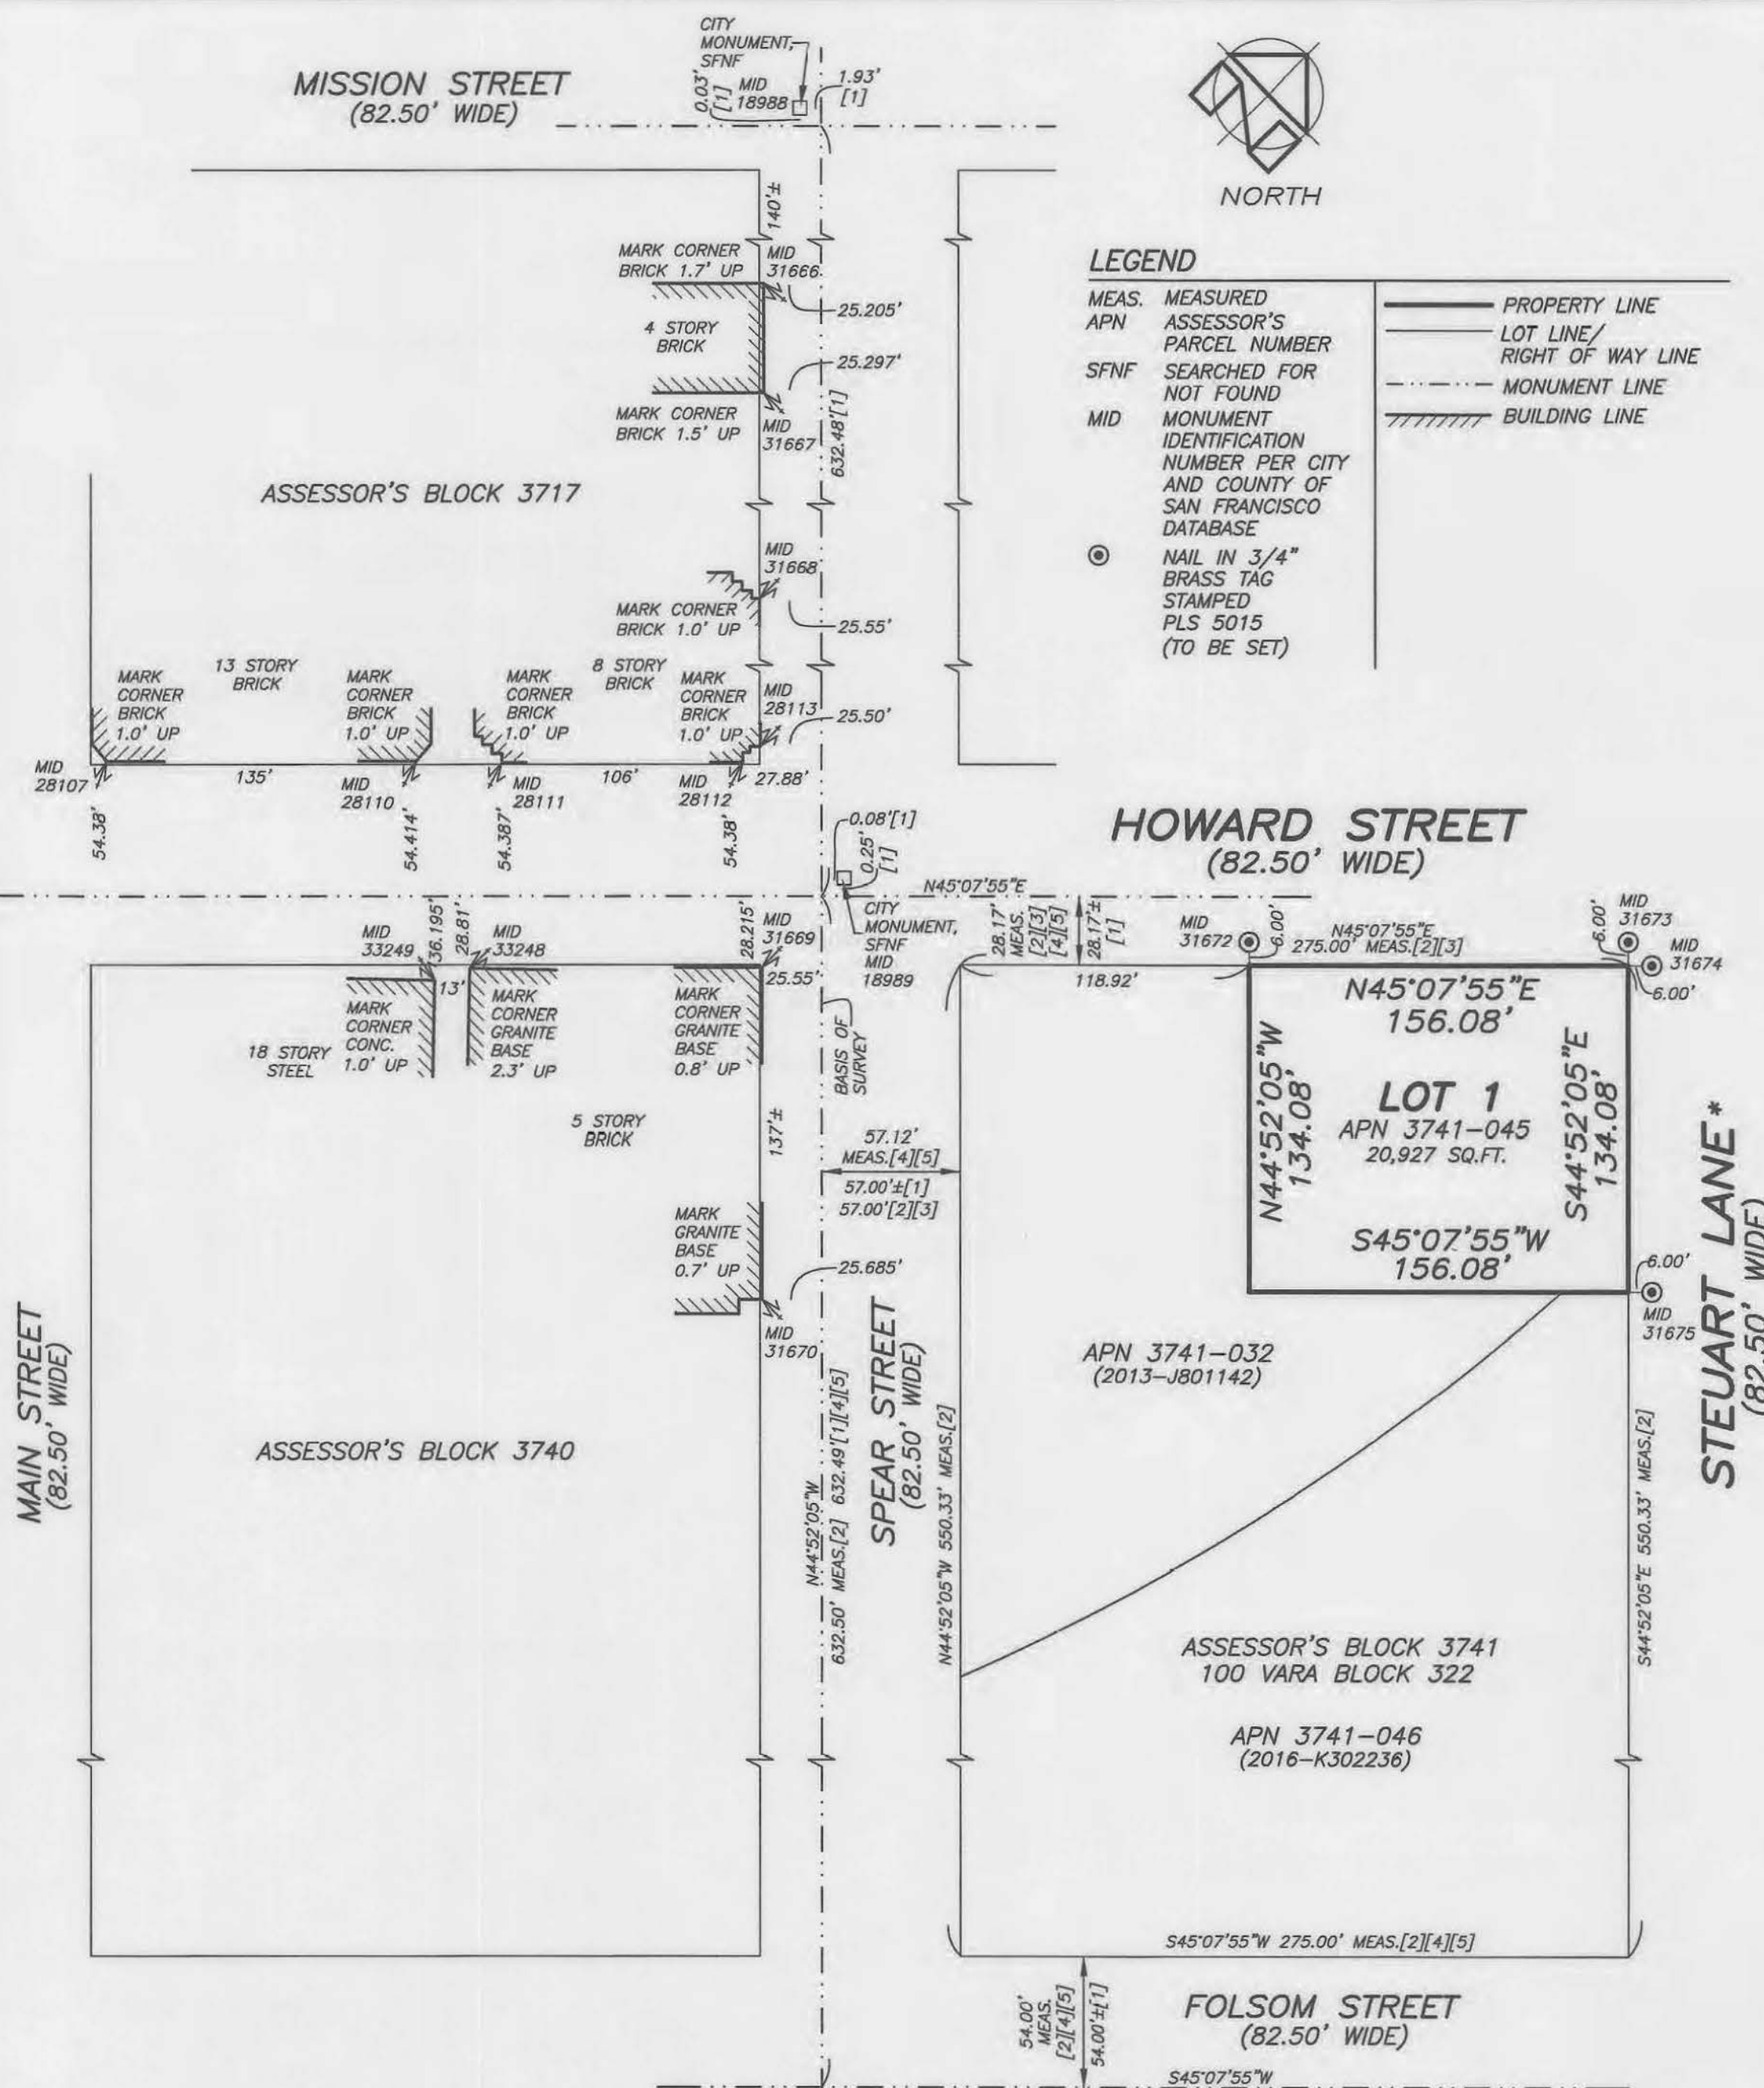 CITY
MONUMENT,
SFNF
MID
18988
0.03'
[1]
1.93'
[1]
MISSION STREET
(82.50' WIDE)
NORTH
140'±
MARK CORNER
BRICK 1.7' UP
MID
31666
25.205'
4 STORY
BRICK
25.297'
MARK CORNER
BRICK 1.5' UP
MID
31667
632.48'[1]
LEGEND
MEAS. MEASURED
APN ASSESSOR'S
PARCEL NUMBER
SFNF SEARCHED FOR
NOT FOUND
MID MONUMENT
IDENTIFICATION
NUMBER PER CITY
AND COUNTY OF
SAN FRANCISCO
DATABASE
NAIL IN 3/4"
BRASS TAG
STAMPED
PLS 5015
(TO BE SET)
PROPERTY LINE
LOT LINE/
RIGHT OF WAY LINE
MONUMENT LINE
BUILDING LINE
ASSESSOR'S BLOCK 3717
MID
31668
MARK CORNER
BRICK 1.0' UP
25.55'
13 STORY
BRICK
8 STORY
BRICK
MARK
CORNER
BRICK
1.0' UP
MARK
CORNER
BRICK
1.0' UP
MARK
CORNER
BRICK
1.0' UP
MARK
CORNER
BRICK
1.0' UP
MID
28113
25.50'
MID
28107
135'
MID
28110
MID
28111
106'
MID
28112
27.88'
54.38'
54.414'
54.387'
54.38'
HOWARD STREET
(82.50' WIDE)
0.08'[1]
0.25'
[1]
N45°07'55"E
CITY
MONUMENT,
SFNF
MID
18989
28.17'
MEAS.
[2][3]
[4][5]
28.17'±
[1]
118.92'
MID
31672
6.00'
N45°07'55"E
275.00' MEAS.[2][3]
6.00'
MID
31673
MID
31674
6.00'
MID
33249
36.195'
28.81'
MID
33248
28.215'
MID
31669
25.55'
13'
MARK
CORNER
CONC.
1.0' UP
MARK
CORNER
GRANITE
BASE
2.3' UP
MARK
CORNER
GRANITE
BASE
0.8' UP
18 STORY
STEEL
5 STORY
BRICK
137'±
BASIS OF
SURVEY
57.12'
MEAS.[4][5]
57.00'±[1]
57.00'[2][3]
N45°07'55"E
156.08'
N44°52'05"W
134.08'
LOT 1
APN 3741-045
20,927 SQ.FT.
S44°52'05"E
134.08'
S45°07'55"W
156.08'
6.00'
MID
31675
STEUART LANE*
(82.50' WIDE)
MARK
GRANITE
BASE
0.7' UP
25.685'
MID
31670
MAIN STREET
(82.50' WIDE)
SPEAR STREET
(82.50' WIDE)
APN 3741-032
(2013-J801142)
ASSESSOR'S BLOCK 3740
N44°52'05"W
632.50' MEAS.[2] 632.49'[1][4][5]
N44°52'05"W 550.33' MEAS.[2]
S44°52'05"E 550.33' MEAS.[2]
ASSESSOR'S BLOCK 3741
100 VARA BLOCK 322
APN 3741-046
(2016-K302236)
S45°07'55"W 275.00' MEAS.[2][4][5]
54.00'
MEAS.
[2][4][5]
54.00'±[1]
FOLSOM STREET
(82.50' WIDE)
S45°07'55"W